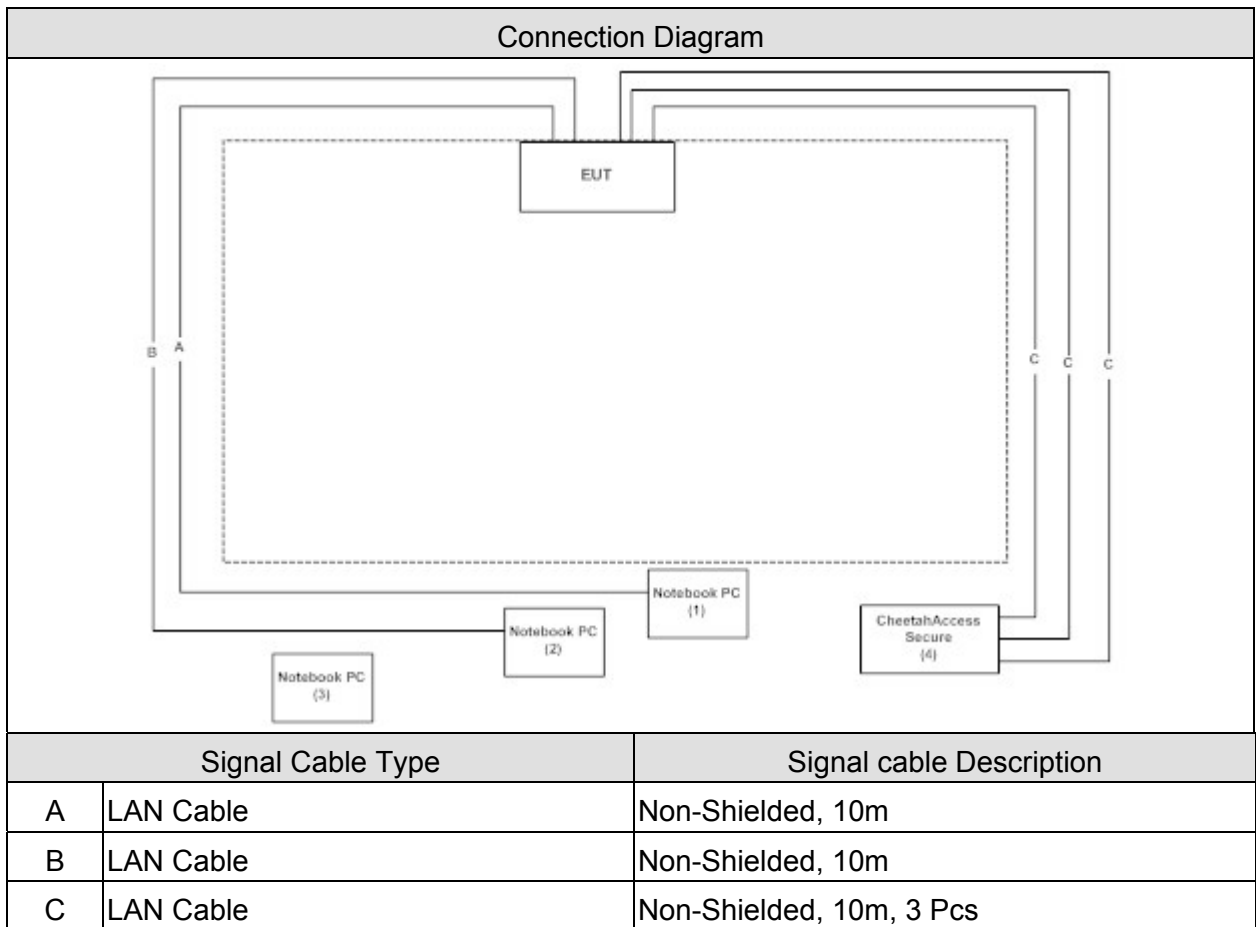 Connection Diagram
EUT
B
A
C
C
C
Notebook PC
(1)
Notebook PC
(2)
Notebook PC
(3)
CheetahAccess
Secure
(4)
Signal Cable Type Signal cable Description
A LAN Cable Non-Shielded, 10m
B LAN Cable Non-Shielded, 10m
C LAN Cable Non-Shielded, 10m, 3 Pcs